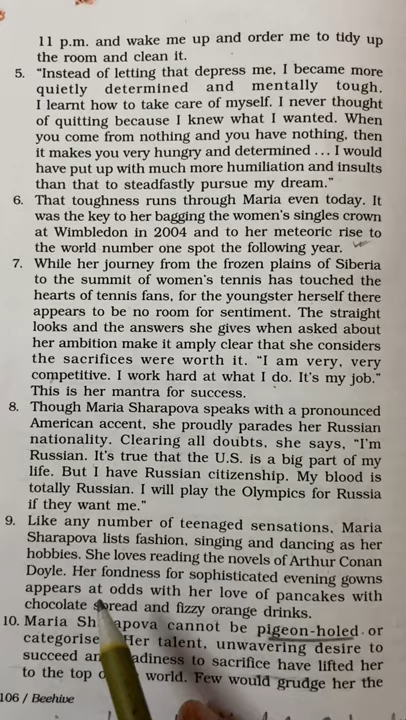 11 p.m. and wake me up and order me to tidy up
the room and clean it.
5. "Instead of letting that depress me, I became more
quietly determined and mentally tough.
I learnt how to take care of myself. I never thought
of quitting because I knew what I wanted. When
you come from nothing and you have nothing, then
it makes you very hungry and determined ... I would
have put up with much more humiliation and insults
than that to steadfastly pursue my dream."
6. That toughness runs through Maria even today. It
was the key to her bagging the women's singles crown
at Wimbledon in 2004 and to her meteoric rise to
the world number one spot the following year.
7. While her journey from the frozen plains of Siberia
to the summit of women's tennis has touched the
hearts of tennis fans, for the youngster herself there
appears to be no room for sentiment. The straight
looks and the answers she gives when asked about
her ambition make it amply clear that she considers
the sacrifices were worth it. "I am very, very
competitive. I work hard at what I do. It's my job."
This is her mantra for success.
8. Though Maria Sharapova speaks with a pronounced
American accent, she proudly parades her Russian
nationality. Clearing all doubts, she says, "I'm
Russian. It's true that the U.S. is a big part of my
life. But I have Russian citizenship. My blood is
totally Russian. I will play the Olympics for Russia
if they want me."
9. Like any number of teenaged sensations, Maria
Sharapova lists fashion, singing and dancing as her
hobbies. She loves reading the novels of Arthur Conan
Doyle. Her fondness for sophisticated evening gowns
appears at odds with her love of pancakes with
chocolate spread and fizzy orange drinks.
10. Maria Sh apova cannot be pigeon-holed or
categorise Her talent, unwavering desire to
succeed an adiness to sacrifice have lifted her
to the top o world. Few would grudge her the
106 / Beehive